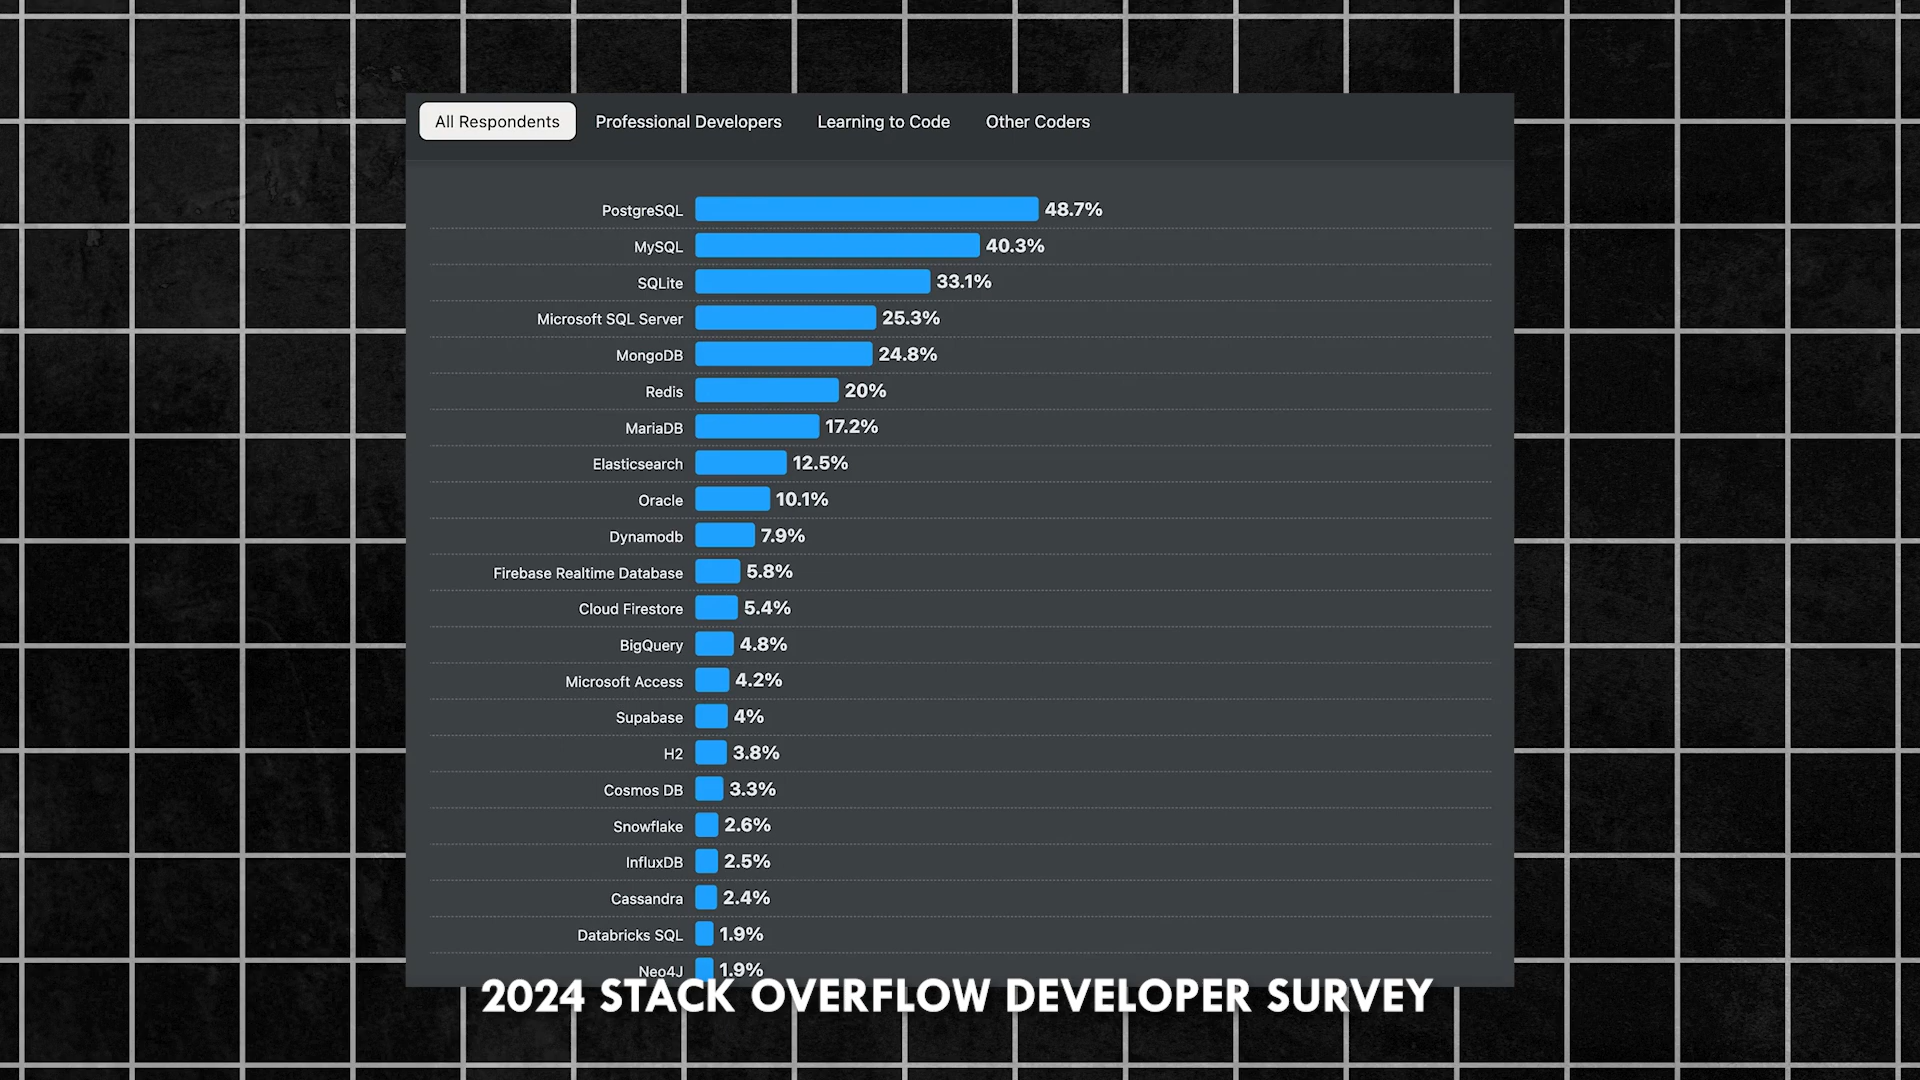 All Respondents Professional Developers Learning to Code Other Coders
PostgreSQL 48.7%
MySQL 40.3%
SQLite 33.1%
Microsoft SQL Server 25.3%
MongoDB 24.8%
Redis 20%
MariaDB 17.2%
Elasticsearch 12.5%
Oracle 10.1%
Dynamodb 7.9%
Firebase Realtime Database 5.8%
Cloud Firestore 5.4%
BigQuery 4.8%
Microsoft Access 4.2%
Supabase 4%
H2 3.8%
Cosmos DB 3.3%
Snowflake 2.6%
InfluxDB 2.5%
Cassandra 2.4%
Databricks SQL 1.9%
Neo4J 1.9%
2024 STACK OVERFLOW DEVELOPER SURVEY